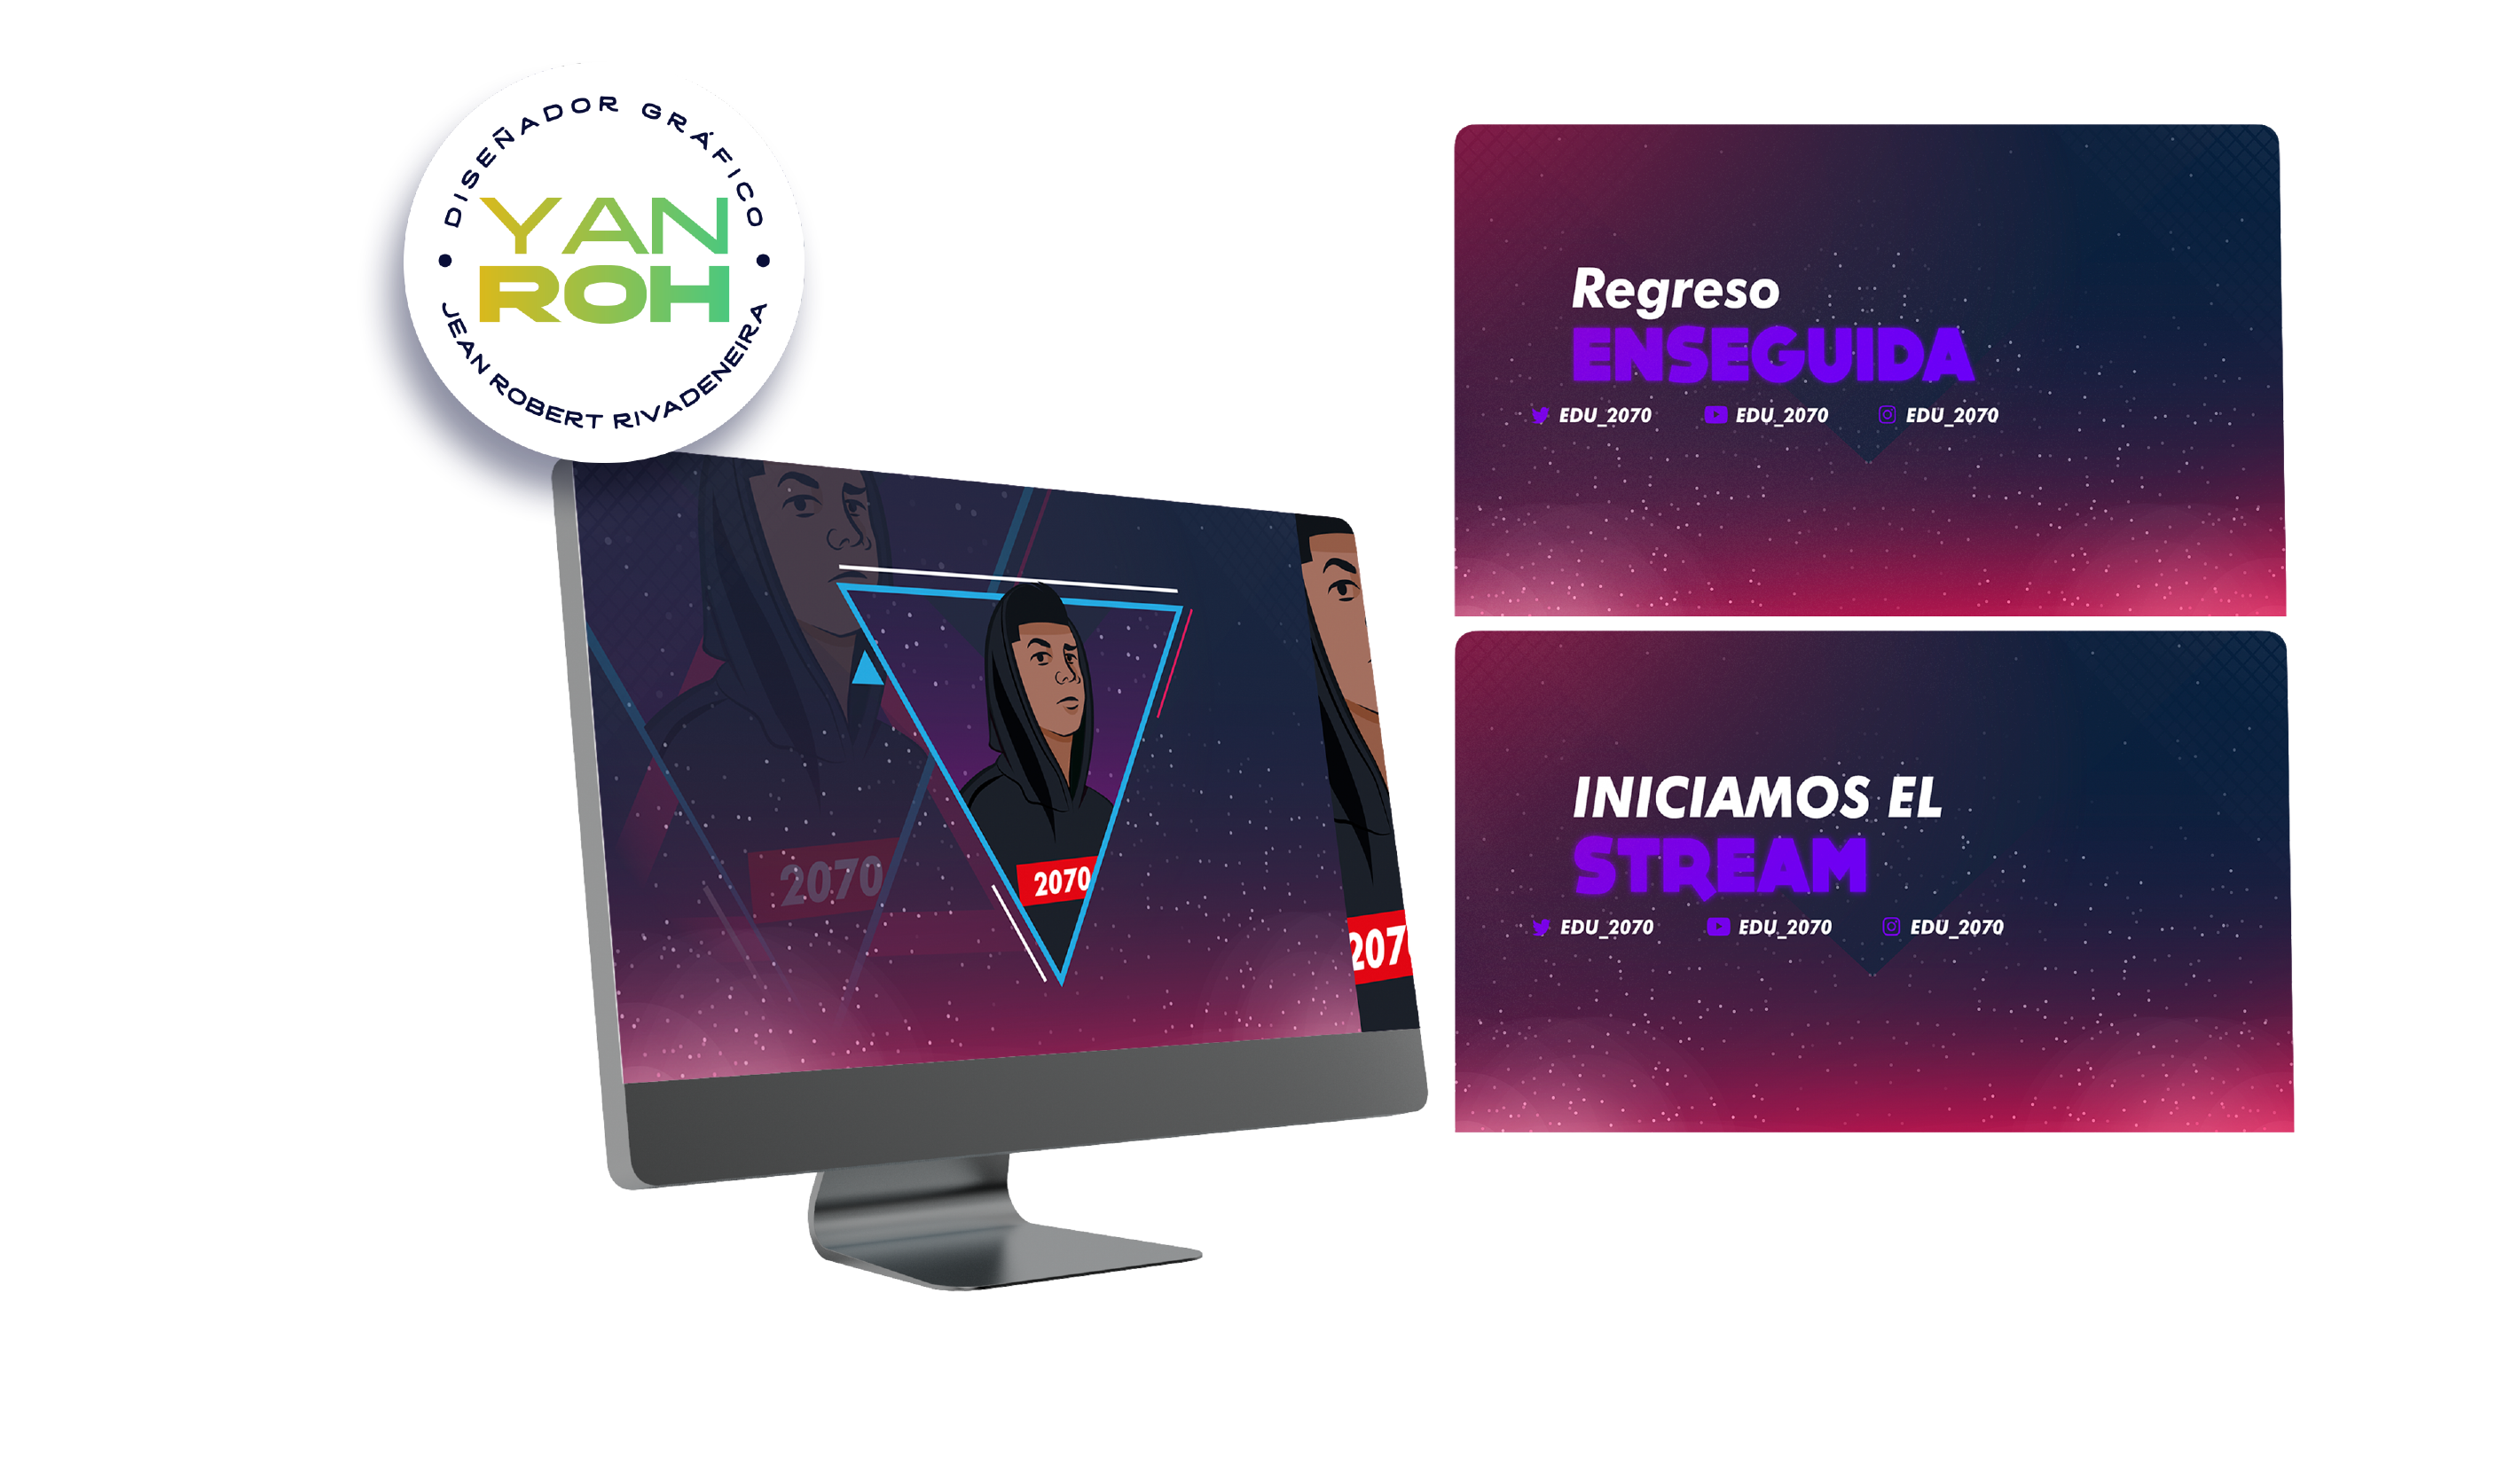 DISEÑADOR GRÁFICO
YAN
ROH
JEAN ROBERT RIVADENEIRA
2070
2070
207
Regreso
ENSEGUIDA
EDU_2070 EDU_2070 EDU_2070
INICIAMOS EL
STREAM
EDU_2070 EDU_2070 EDU_2070